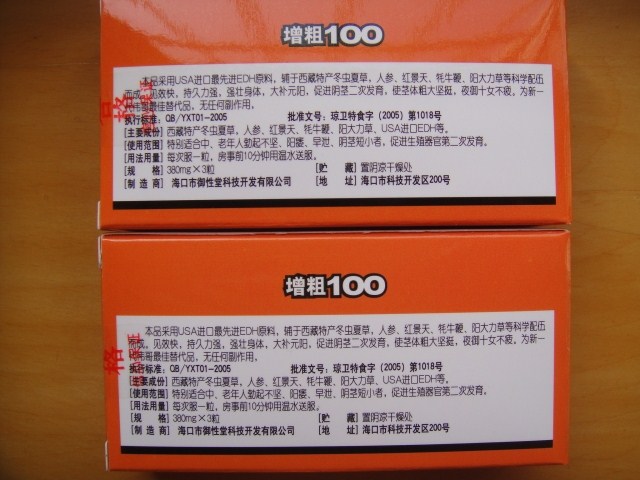 增粗100
本品采用USA进口最先进EDH原料，辅于西藏特产冬虫夏草，人参、红景天、牦牛鞭、阳大力草等科学配伍
而成，见效快，持久力强，强壮身体，大补元阳，促进阴茎二次发育，使茎体粗大坚挺，夜御十女不疲。为新一
代伟哥最佳替代品，无任何副作用。
执行标准：QB/YXT01-2005 批准文号：琼卫特食字（2005）第1018号
[主要成份] 西藏特产冬虫夏草，人参、红景天、牦牛鞭、阳大力草、USA进口EDH等。
[使用范围] 特别适合中、老年人勃起不坚、阳痿、早泄、阴茎短小者，促进生殖器官第二次发育。
[用法用量] 每次服一粒，房事前10分钟用温水送服。
[规 格] 380mg×3粒 [贮 藏] 置阴凉干燥处
[制 造 商] 海口市御性堂科技开发有限公司 [地 址] 海口市科技开发区200号
增粗100
本品采用USA进口最先进EDH原料，辅于西藏特产冬虫夏草，人参、红景天、牦牛鞭、阳大力草等科学配伍
而成，见效快，持久力强，强壮身体，大补元阳，促进阴茎二次发育，使茎体粗大坚挺，夜御十女不疲。为新一
代伟哥最佳替代品，无任何副作用。
执行标准：QB/YXT01-2005 批准文号：琼卫特食字（2005）第1018号
[主要成份] 西藏特产冬虫夏草，人参、红景天、牦牛鞭、阳大力草、USA进口EDH等。
[使用范围] 特别适合中、老年人勃起不坚、阳痿、早泄、阴茎短小者，促进生殖器官第二次发育。
[用法用量] 每次服一粒，房事前10分钟用温水送服。
[规 格] 380mg×3粒 [贮 藏] 置阴凉干燥处
[制 造 商] 海口市御性堂科技开发有限公司 [地 址] 海口市科技开发区200号